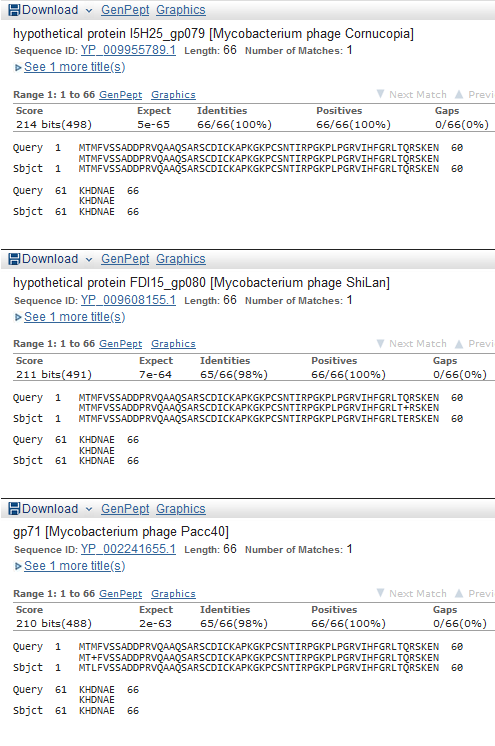 Download GenPept Graphics
hypothetical protein I5H25_gp079 [Mycobacterium phage Cornucopia]
Sequence ID: YP_009955789.1 Length: 66 Number of Matches: 1
See 1 more title(s)
Range 1: 1 to 66 GenPept Graphics Next Match Previ
Score Expect Identities Positives Gaps
214 bits(498) 5e-65 66/66(100%) 66/66(100%) 0/66(0%)
Query 1 MTMFVSSADDPRVQAAQSARSCDICKAPKGKPCSNTIRPGKPLPGRVIHFGRLTQRSKEN 60
MTMFVSSADDPRVQAAQSARSCDICKAPKGKPCSNTIRPGKPLPGRVIHFGRLTQRSKEN
Sbjct 1 MTMFVSSADDPRVQAAQSARSCDICKAPKGKPCSNTIRPGKPLPGRVIHFGRLTQRSKEN 60
Query 61 KHDNAE 66
KHDNAE
Sbjct 61 KHDNAE 66
Download GenPept Graphics
hypothetical protein FDI15_gp080 [Mycobacterium phage ShiLan]
Sequence ID: YP_009608155.1 Length: 66 Number of Matches: 1
See 1 more title(s)
Range 1: 1 to 66 GenPept Graphics Next Match Previ
Score Expect Identities Positives Gaps
211 bits(491) 7e-64 65/66(98%) 66/66(100%) 0/66(0%)
Query 1 MTMFVSSADDPRVQAAQSARSCDICKAPKGKPCSNTIRPGKPLPGRVIHFGRLTQRSKEN 60
MTMFVSSADDPRVQAAQSARSCDICKAPKGKPCSNTIRPGKPLPGRVIHFGRLT+RSKEN
Sbjct 1 MTMFVSSADDPRVQAAQSARSCDICKAPKGKPCSNTIRPGKPLPGRVIHFGRLTERSKEN 60
Query 61 KHDNAE 66
KHDNAE
Sbjct 61 KHDNAE 66
Download GenPept Graphics
gp71 [Mycobacterium phage Pacc40]
Sequence ID: YP_002241655.1 Length: 66 Number of Matches: 1
See 1 more title(s)
Range 1: 1 to 66 GenPept Graphics Next Match Previ
Score Expect Identities Positives Gaps
210 bits(488) 2e-63 65/66(98%) 66/66(100%) 0/66(0%)
Query 1 MTMFVSSADDPRVQAAQSARSCDICKAPKGKPCSNTIRPGKPLPGRVIHFGRLTQRSKEN 60
MT+FVSSADDPRVQAAQSARSCDICKAPKGKPCSNTIRPGKPLPGRVIHFGRLTQRSKEN
Sbjct 1 MTLFVSSADDPRVQAAQSARSCDICKAPKGKPCSNTIRPGKPLPGRVIHFGRLTQRSKEN 60
Query 61 KHDNAE 66
KHDNAE
Sbjct 61 KHDNAE 66